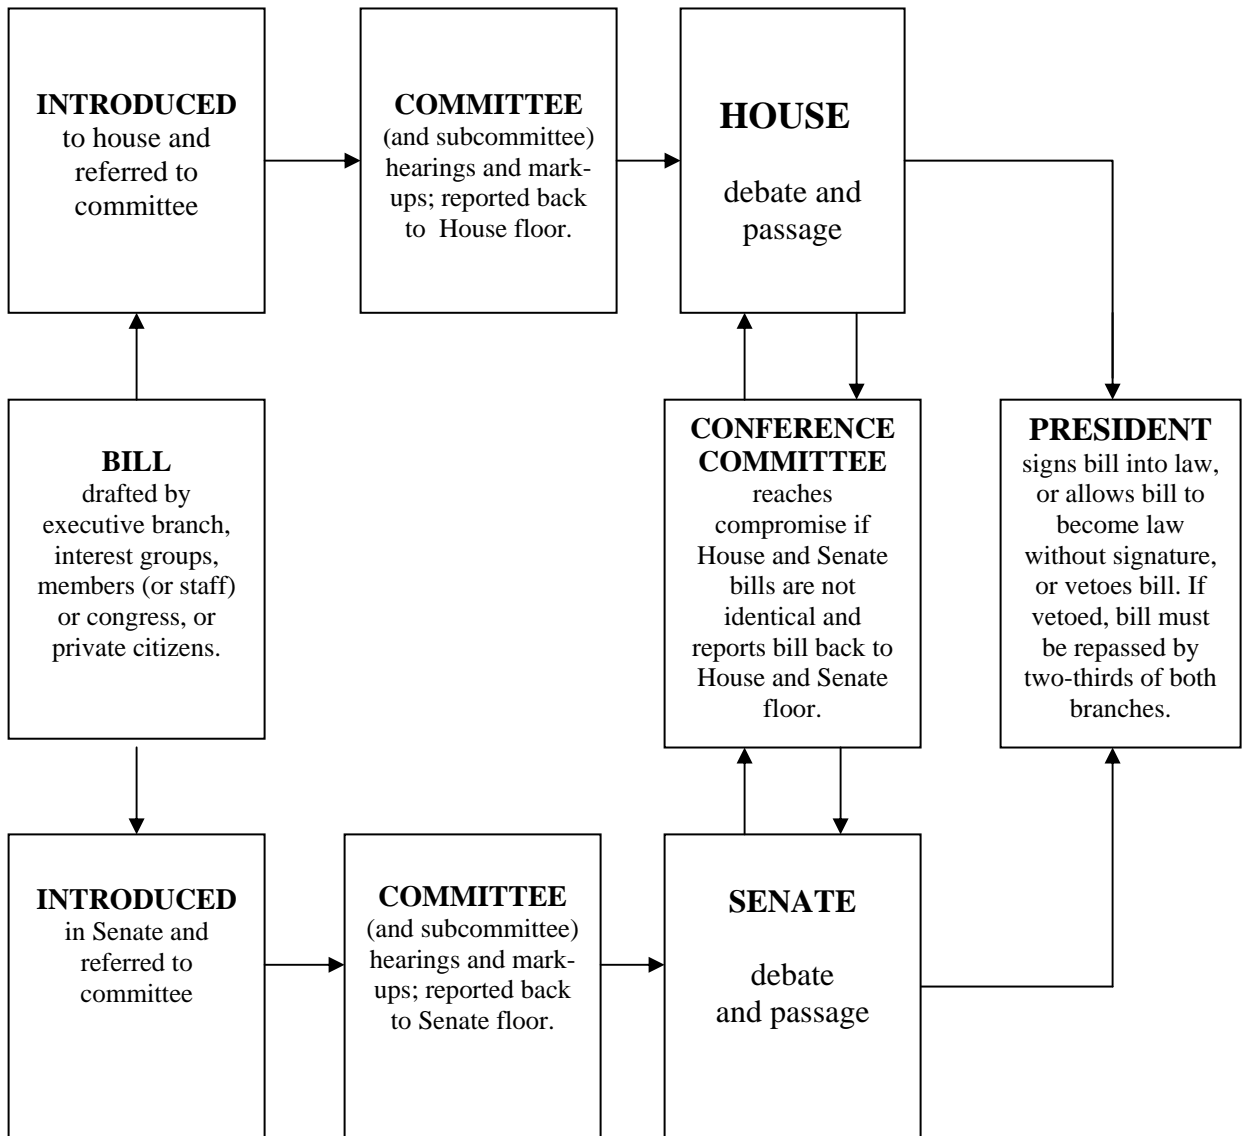 INTRODUCED
to house and
referred to
committee
COMMITTEE
(and subcommittee)
hearings and mark-
ups; reported back
to House floor.
HOUSE
debate and
passage
BILL
drafted by
executive branch,
interest groups,
members (or staff)
or congress, or
private citizens.
CONFERENCE
COMMITTEE
reaches
compromise if
House and Senate
bills are not
identical and
reports bill back to
House and Senate
floor.
PRESIDENT
signs bill into law,
or allows bill to
become law
without signature,
or vetoes bill. If
vetoed, bill must
be repassed by
two-thirds of both
branches.
INTRODUCED
in Senate and
referred to
committee
COMMITTEE
(and subcommittee)
hearings and mark-
ups; reported back
to Senate floor.
SENATE
debate
and passage